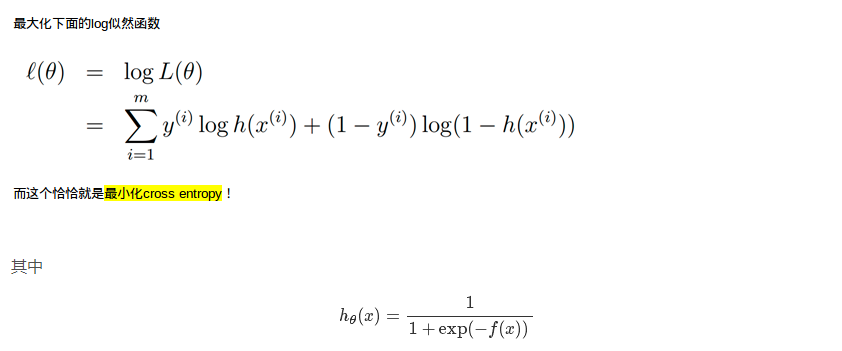 最大化下面的log似然函数
ℓ(θ) = log L(θ)
= ∑_{i=1}^{m} y^{(i)} log h(x^{(i)}) + (1 − y^{(i)}) log(1 − h(x^{(i)}))
而这个恰恰就是最小化cross entropy！
其中
h_θ(x) = \frac{1}{1 + exp(−f(x))}